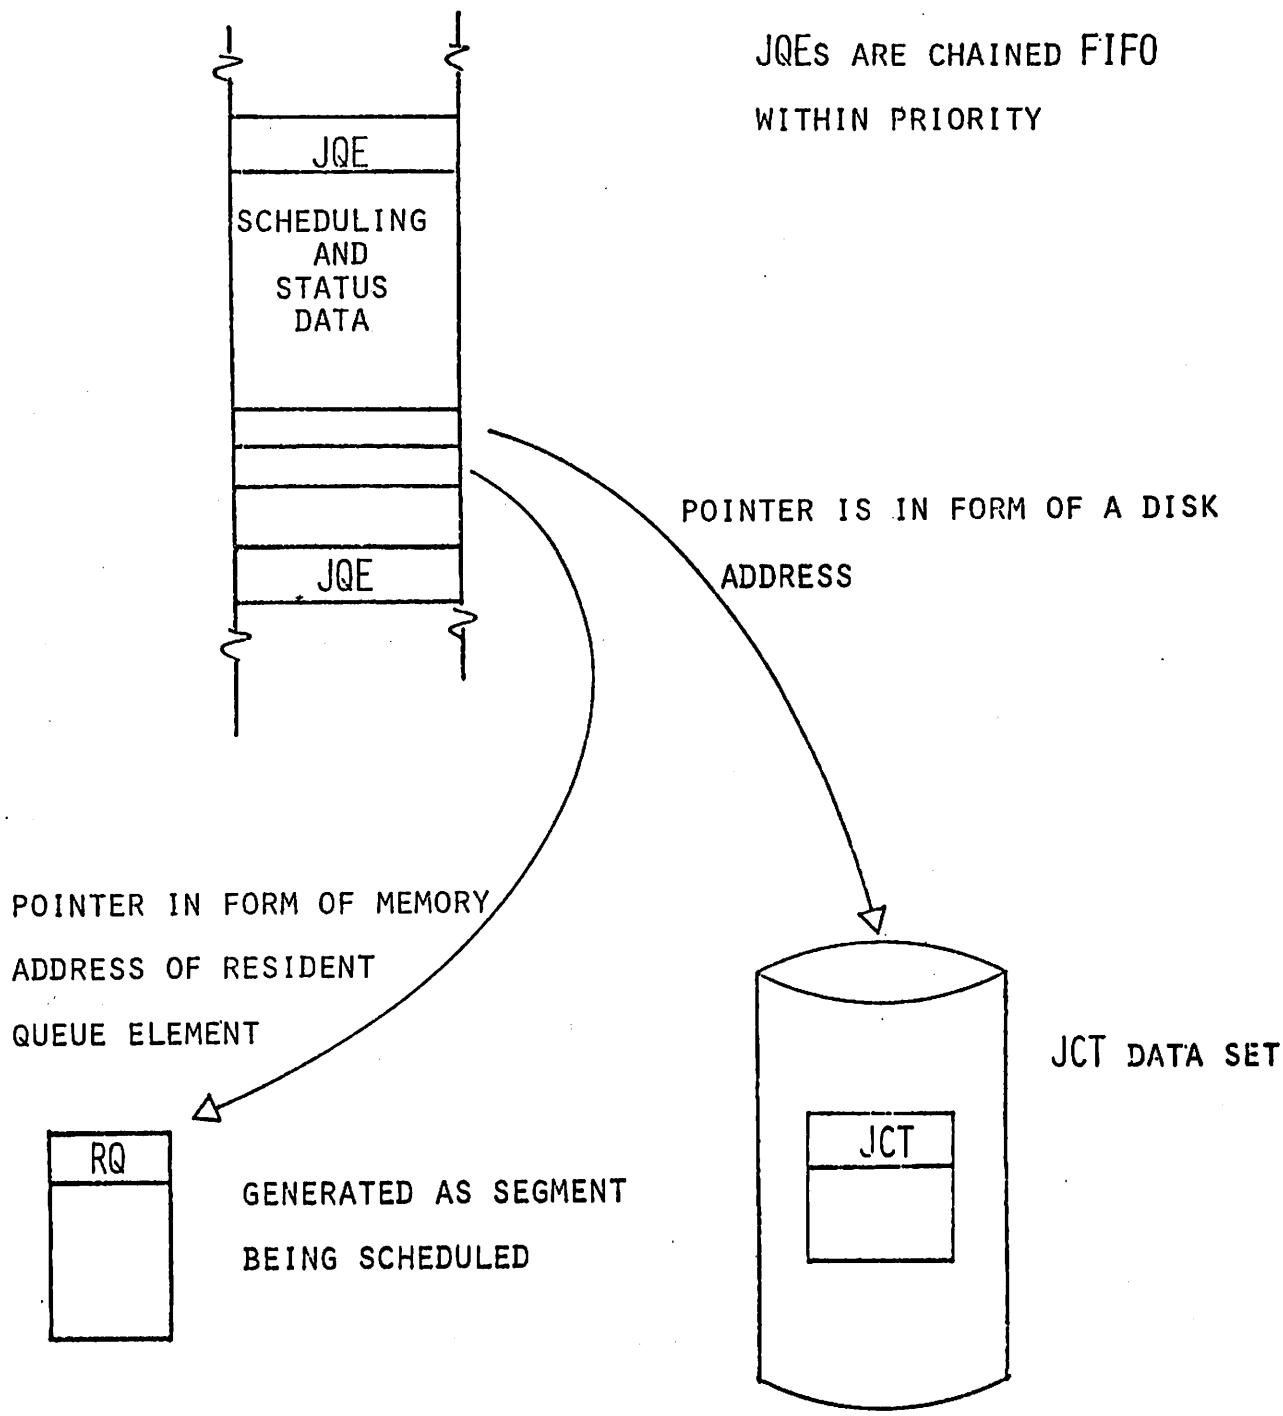 JQEs ARE CHAINED FIFO
WITHIN PRIORITY
JQE
SCHEDULING
AND
STATUS
DATA
JQE
POINTER IS IN FORM OF A DISK
ADDRESS
POINTER IN FORM OF MEMORY
ADDRESS OF RESIDENT
QUEUE ELEMENT
RQ
GENERATED AS SEGMENT
BEING SCHEDULED
JCT DATA SET
JCT